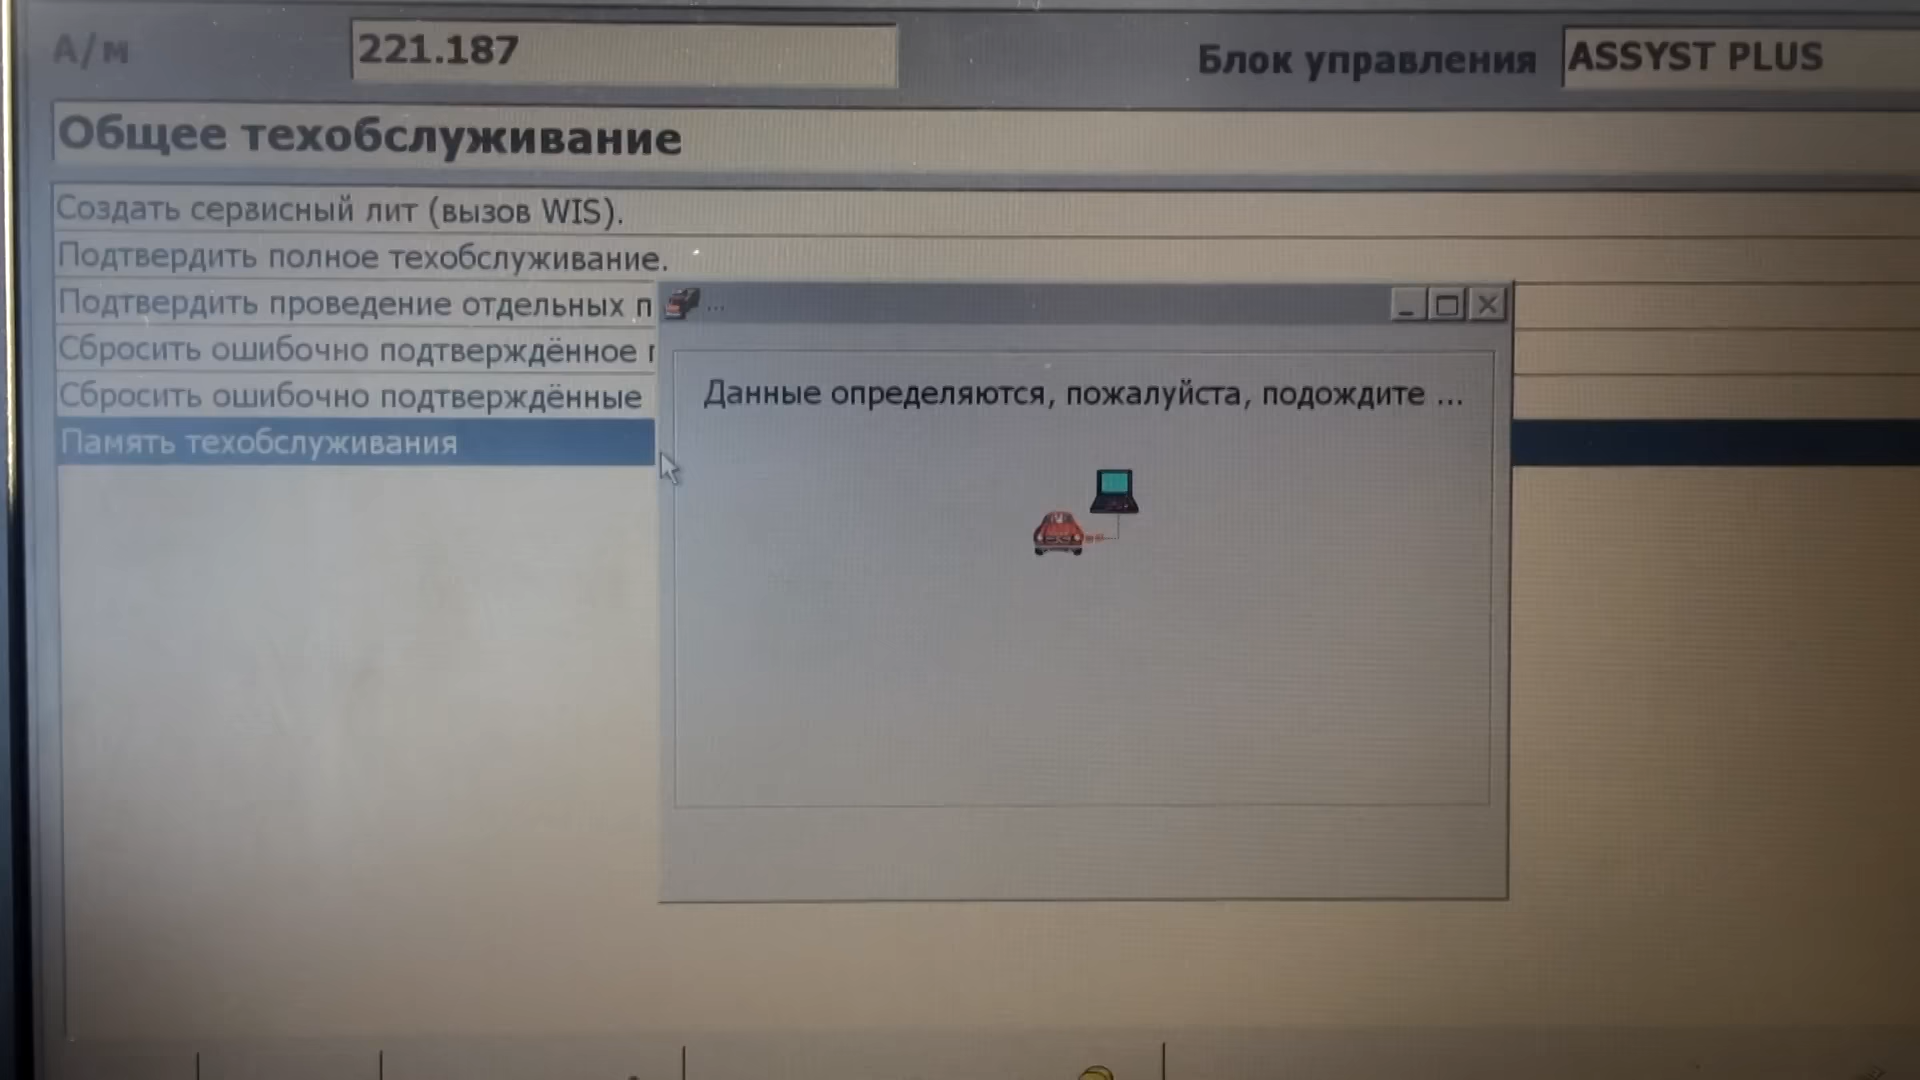 А/м 221.187 Блок управления ASSYST PLUS
Общее техобслуживание
Создать сервисный лит (вызов WIS).
Подтвердить полное техобслуживание.
Подтвердить проведение отдельных п
Сбросить ошибочно подтверждённое п
Сбросить ошибочно подтверждённые
Память техобслуживания
...
Данные определяются, пожалуйста, подождите ...